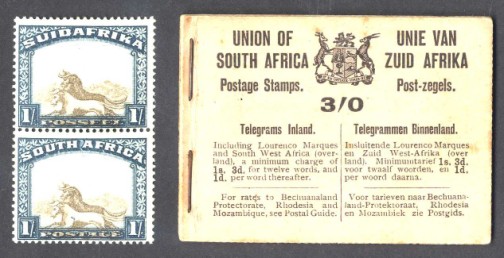 SUIDAFRIKA
1/- 1/-
POSSEEL
SOUTH AFRICA
1/- 1/-
POSTAGE
UNION OF
SOUTH AFRICA
Postage Stamps.
UNIE VAN
ZUID AFRIKA
Post-zegels.
3/0
Telegrams Inland.
Including Lourenco Marques
and South West Africa (over
land), a minimum charge of
1s. 3d. for twelve words, and
1d. per word thereafter.
For rates to Bechuanaland
Protectorate, Rhodesia and
Mozambique, see Postal Guide.
Telegrammen Binnenland.
Insluitende Lourenco Marques
en Zuid West-Afrika (over
land). Minimumtarief 1s. 3d.
voor twaalf woorden, en 1d.
per woord daarna.
Voor tarieven naar Bechuana-
land-Protektoraat, Rhodesia
en Mozambiek zie Postgids.